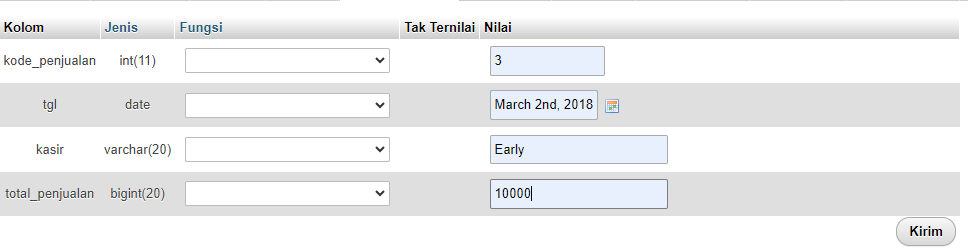 Kolom Jenis Fungsi Tak Ternilai Nilai
kode_penjualan int(11) 3
tgl date March 2nd, 2018
kasir varchar(20) Early
total_penjualan bigint(20) 10000
Kirim